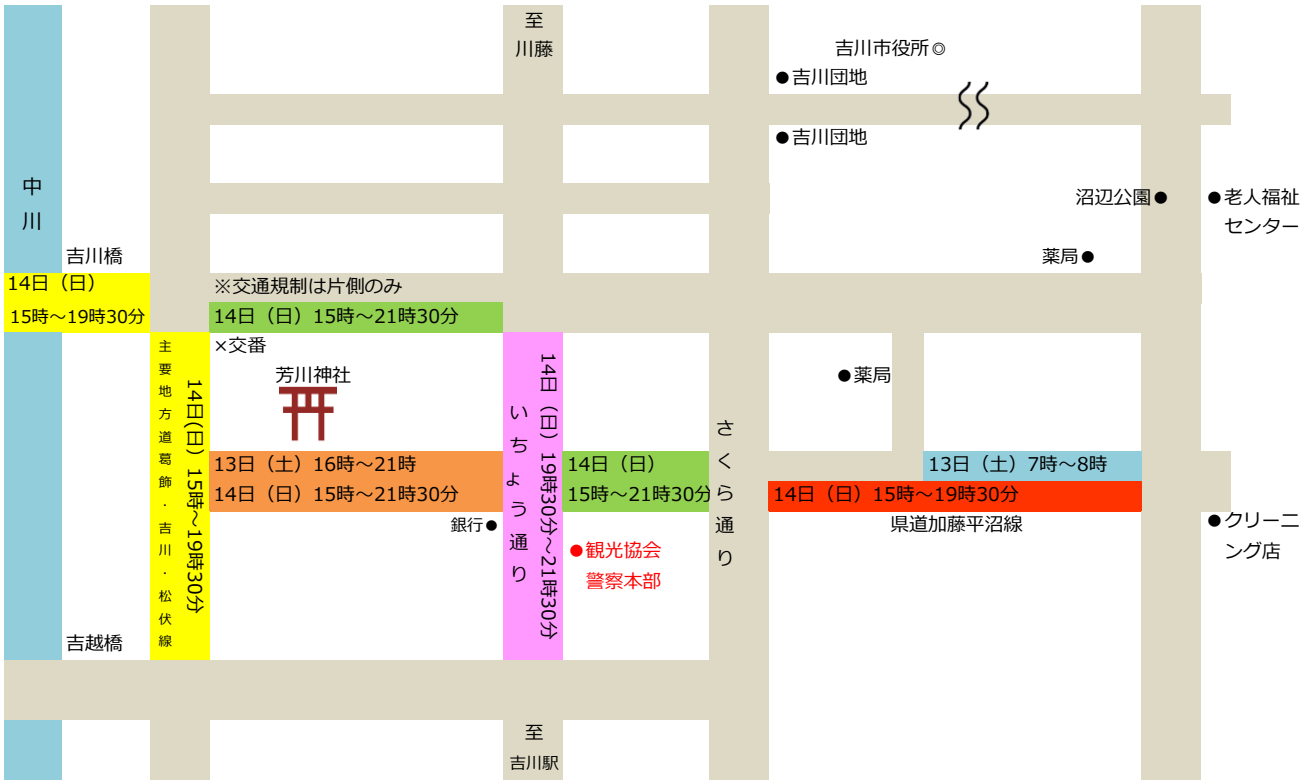 至
川藤
吉川市役所◎
●吉川団地
●吉川団地
中川
沼辺公園●
●老人福祉
センター
吉川橋
薬局●
14日（日）
15時～19時30分
※交通規制は片側のみ
14日（日）15時～21時30分
×交番
主要地方道葛飾・吉川・松伏線
14日(日）15時～19時30分
芳川神社
●薬局
いちょう通り
14日（日）19時30分～21時30分
さくら通り
13日（土）16時～21時
14日（日）15時～21時30分
14日（日）
15時～21時30分
13日（土）7時～8時
14日（日）15時～19時30分
県道加藤平沼線
銀行●
●観光協会
警察本部
●クリーニ
ング店
吉越橋
至
吉川駅